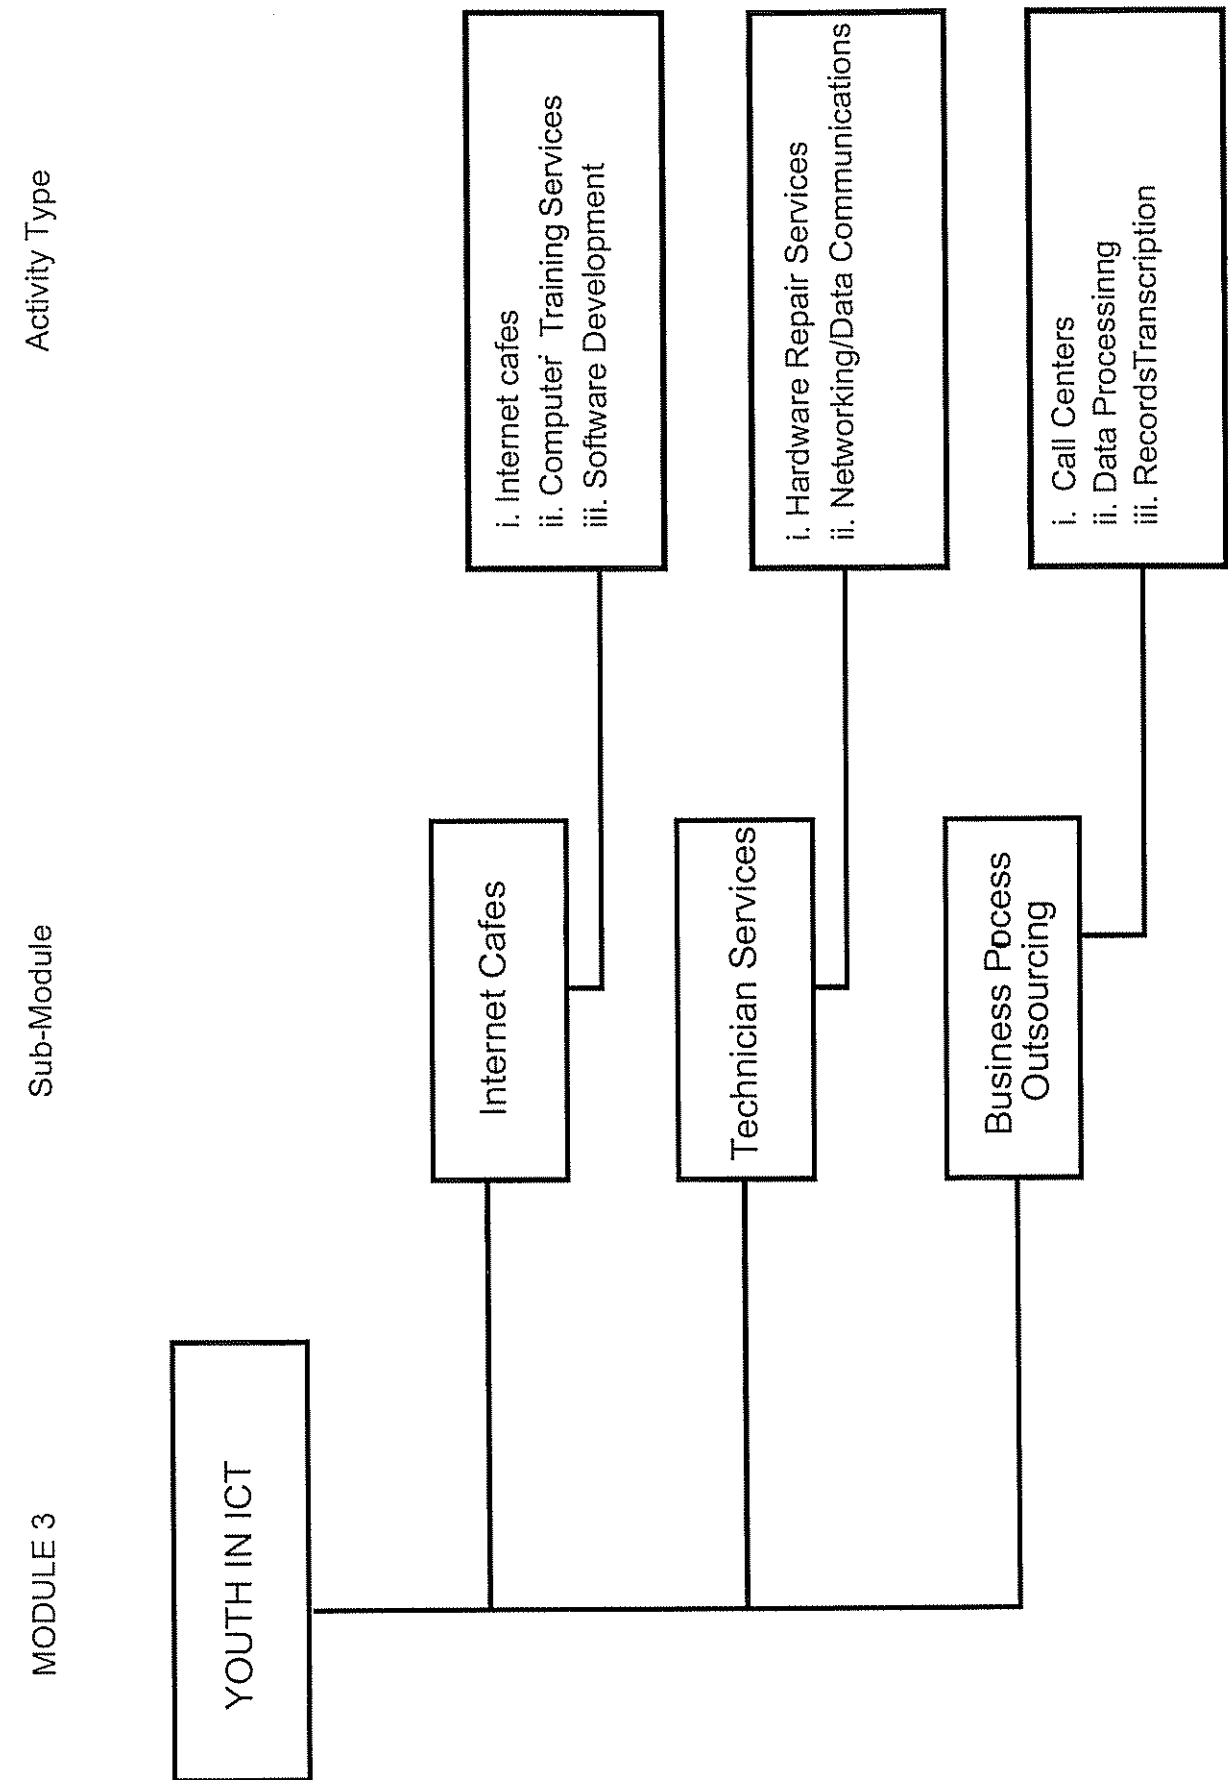 MODULE 3
Sub-Module
Activity Type
YOUTH IN ICT
Internet Cafes
i. Internet cafes
ii. Computer Training Services
iii. Software Development
Technician Services
i. Hardware Repair Services
ii. Networking/Data Communications
Business Pocess
Outsourcing
i. Call Centers
ii. Data Processinng
iii. RecordsTranscription